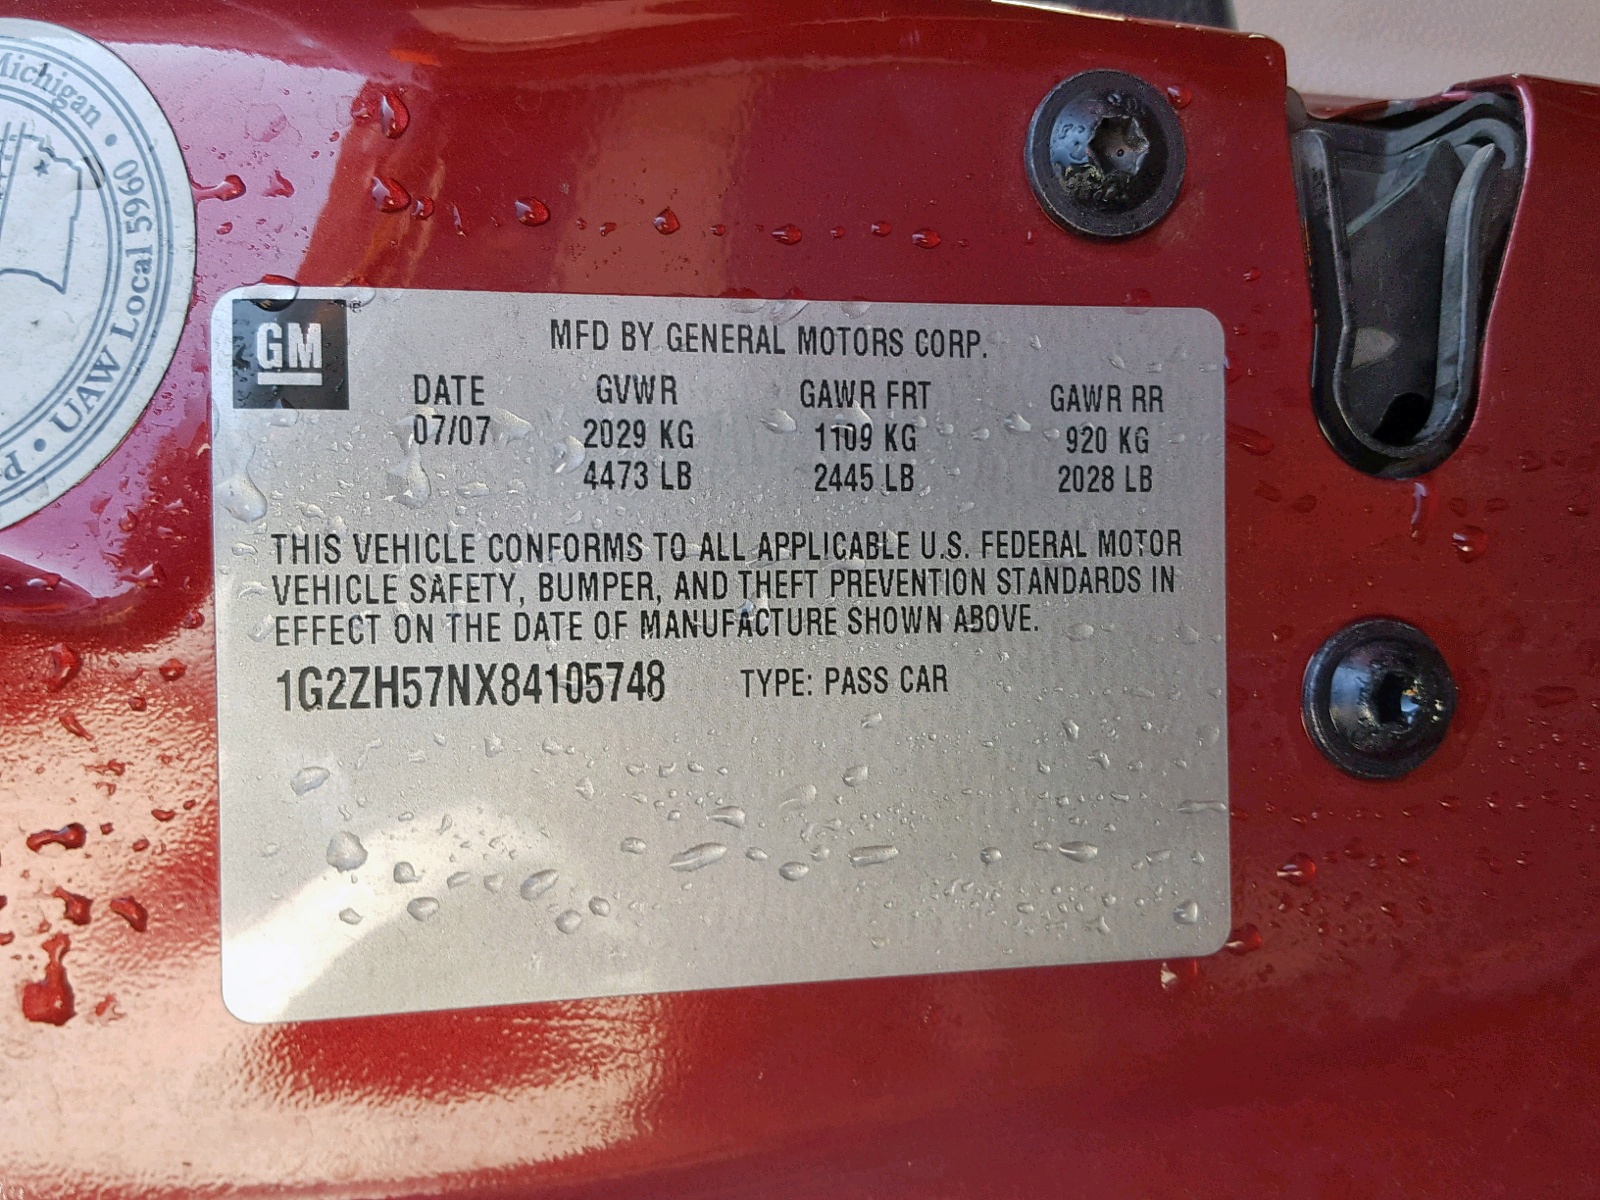 Michigan • UAW Local 5960 • P
GM
MFD BY GENERAL MOTORS CORP.
DATE GVWR GAWR FRT GAWR RR
07/07 2029 KG 1109 KG 920 KG
4473 LB 2445 LB 2028 LB
THIS VEHICLE CONFORMS TO ALL APPLICABLE U.S. FEDERAL MOTOR
VEHICLE SAFETY, BUMPER, AND THEFT PREVENTION STANDARDS IN
EFFECT ON THE DATE OF MANUFACTURE SHOWN ABOVE.
1G2ZH57NX84105748 TYPE: PASS CAR